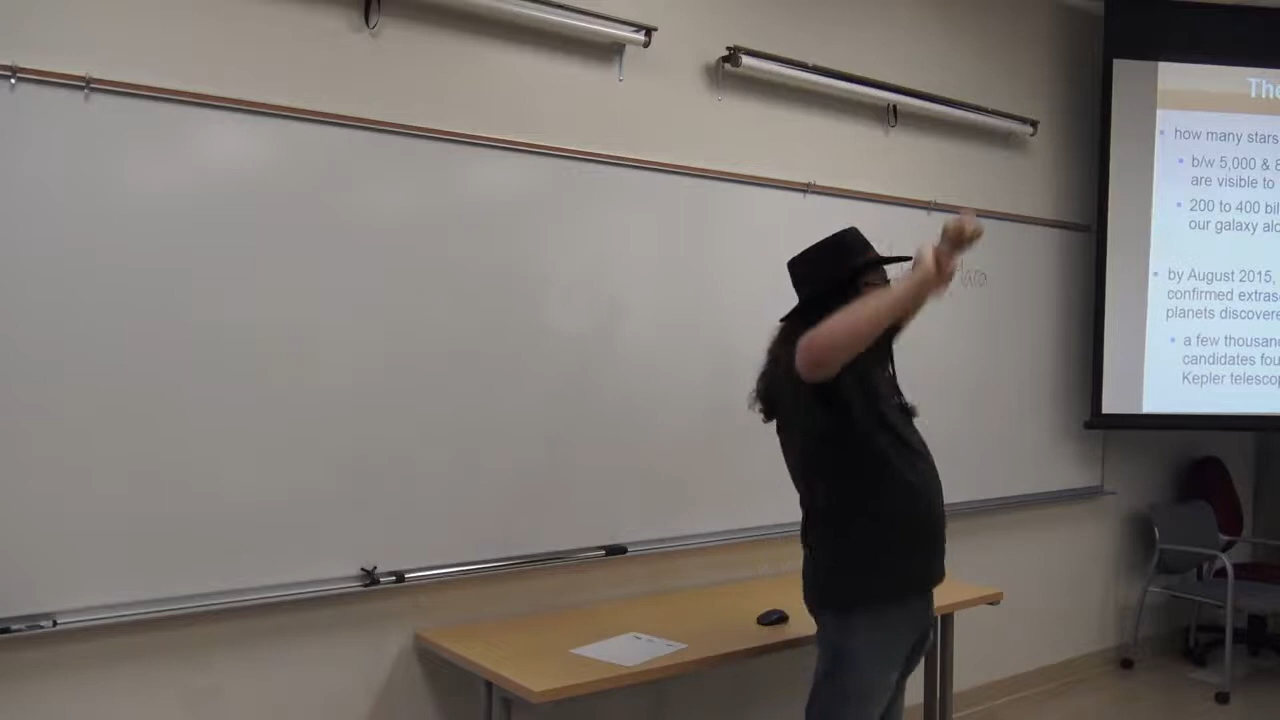 The
how many stars
b/w 5,000 & 8
are visible to
200 to 400 bil
our galaxy alo
by August 2015,
confirmed extras
planets discovere
a few thousand
candidates fou
Kepler telescop